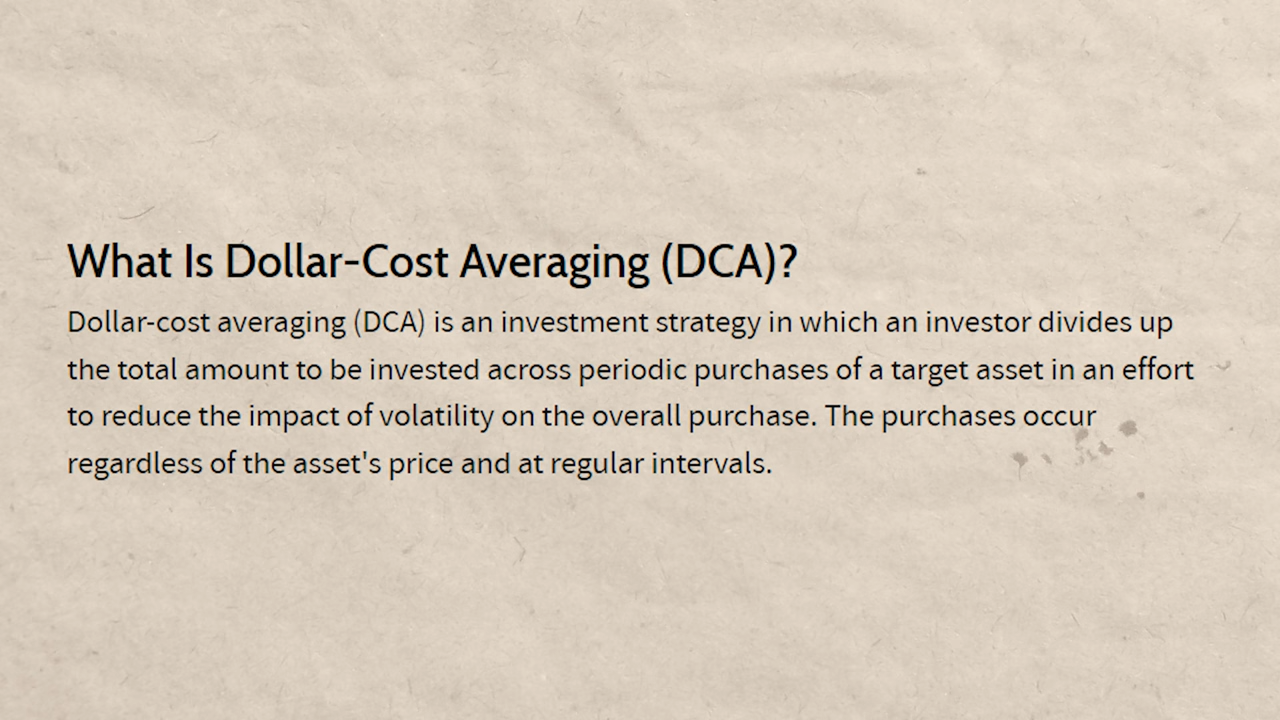 What Is Dollar-Cost Averaging (DCA)?
Dollar-cost averaging (DCA) is an investment strategy in which an investor divides up
the total amount to be invested across periodic purchases of a target asset in an effort
to reduce the impact of volatility on the overall purchase. The purchases occur
regardless of the asset's price and at regular intervals.